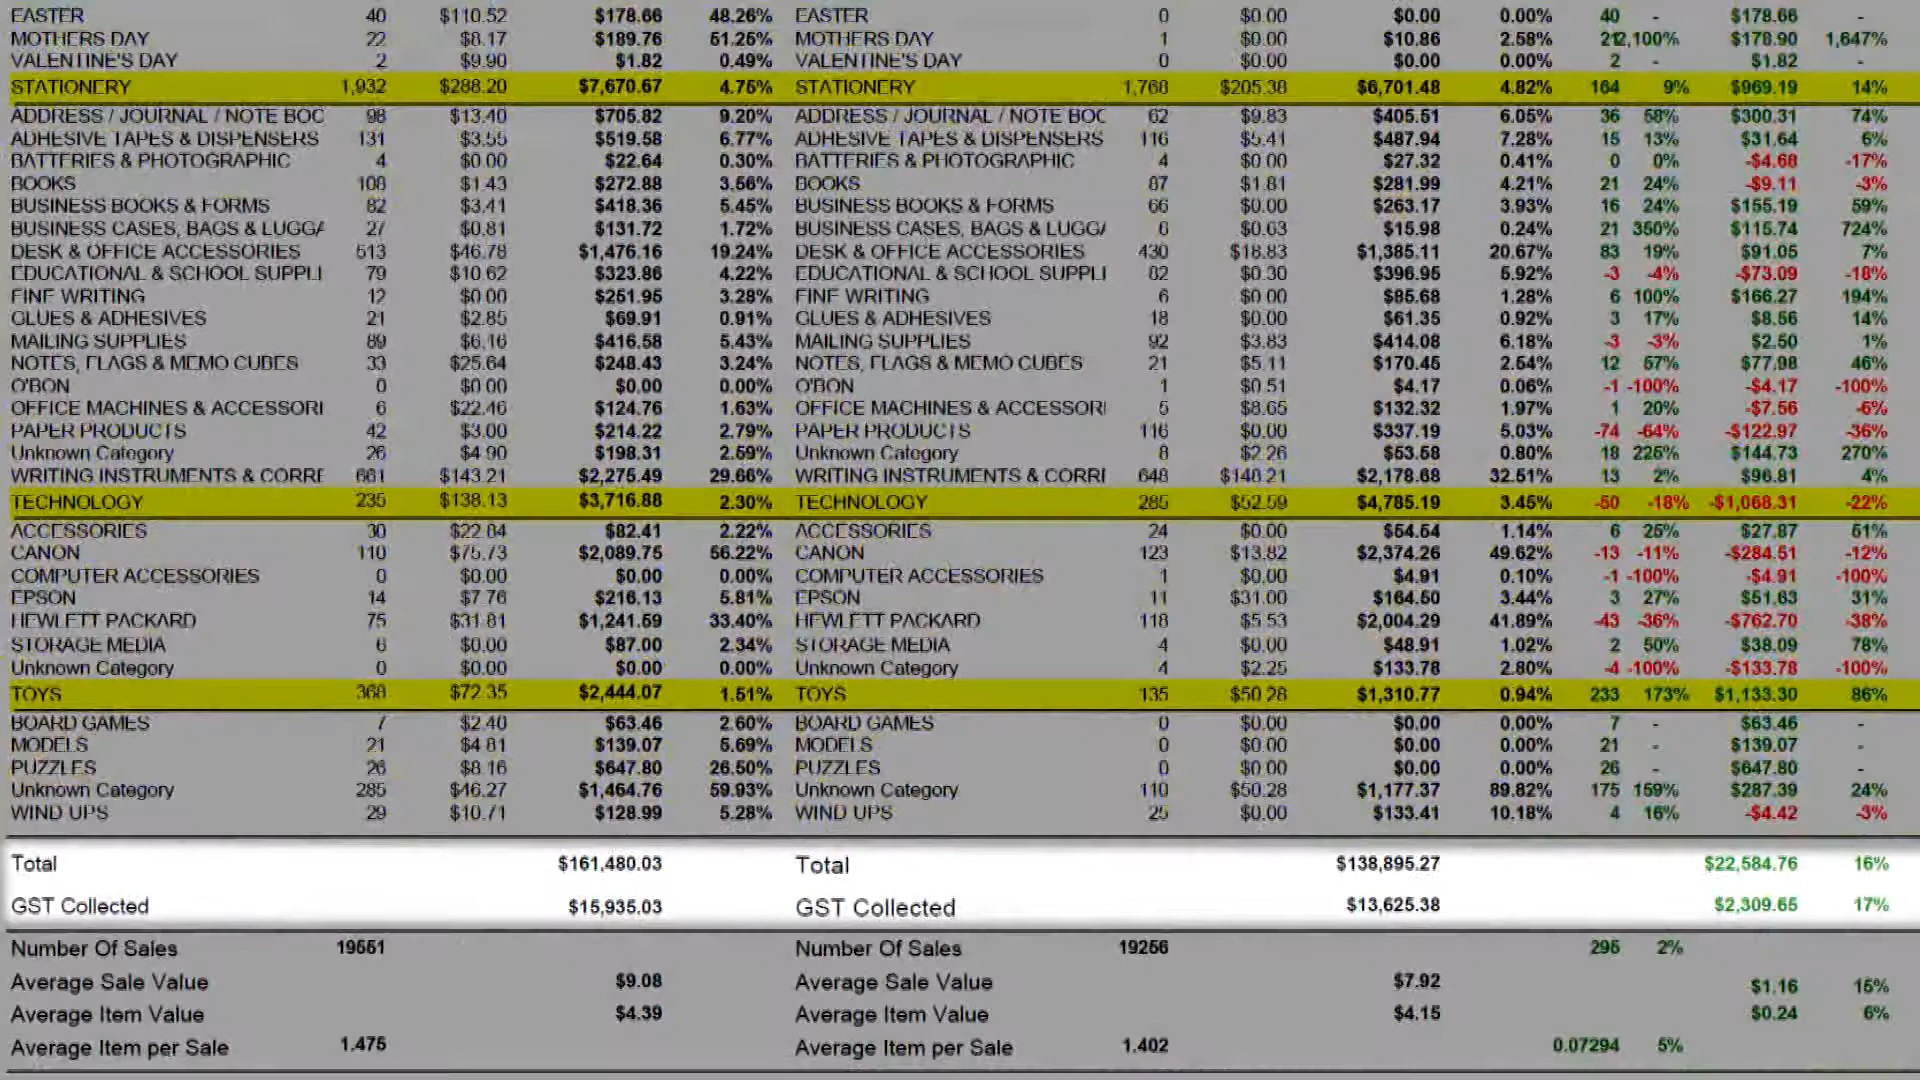 EASTER 40 $110.52 $178.66 48.26% EASTER 0 $0.00 $0.00 0.00% 40 - $178.66 -
MOTHERS DAY 22 $8.17 $189.76 51.25% MOTHERS DAY 1 $0.00 $10.86 2.58% 21 2,100% $178.90 1,647%
VALENTINE'S DAY 2 $9.90 $1.82 0.49% VALENTINE'S DAY 0 $0.00 $0.00 0.00% 2 - $1.82 -
STATIONERY 1,932 $288.20 $7,670.67 4.75% STATIONERY 1,768 $205.38 $6,701.48 4.82% 164 9% $969.19 14%
ADDRESS / JOURNAL / NOTE BOC 98 $13.40 $705.82 9.20% ADDRESS / JOURNAL / NOTE BOC 62 $9.83 $405.51 6.05% 36 58% $300.31 74%
ADHESIVE TAPES & DISPENSERS 131 $3.55 $519.58 6.77% ADHESIVE TAPES & DISPENSERS 116 $5.41 $487.94 7.28% 15 13% $31.64 6%
BATTERIES & PHOTOGRAPHIC 4 $0.00 $22.64 0.30% BATTERIES & PHOTOGRAPHIC 4 $0.00 $27.32 0.41% 0 0% -$4.68 -17%
BOOKS 108 $1.43 $272.88 3.56% BOOKS 87 $1.81 $281.99 4.21% 21 24% -$9.11 -3%
BUSINESS BOOKS & FORMS 82 $3.41 $418.36 5.45% BUSINESS BOOKS & FORMS 66 $0.00 $263.17 3.93% 16 24% $155.19 59%
BUSINESS CASES, BAGS & LUGGA 27 $0.81 $131.72 1.72% BUSINESS CASES, BAGS & LUGGA 6 $0.63 $15.98 0.24% 21 350% $115.74 724%
DESK & OFFICE ACCESSORIES 513 $46.78 $1,476.16 19.24% DESK & OFFICE ACCESSORIES 430 $18.83 $1,385.11 20.67% 83 19% $91.05 7%
EDUCATIONAL & SCHOOL SUPPLI 79 $10.62 $323.86 4.22% EDUCATIONAL & SCHOOL SUPPLI 82 $0.30 $396.95 5.92% -3 -4% -$73.09 -18%
FINE WRITING 12 $0.00 $251.95 3.28% FINE WRITING 6 $0.00 $85.68 1.28% 6 100% $166.27 194%
GLUES & ADHESIVES 21 $2.85 $69.91 0.91% GLUES & ADHESIVES 18 $0.00 $61.35 0.92% 3 17% $8.56 14%
MAILING SUPPLIES 89 $6.16 $416.58 5.43% MAILING SUPPLIES 92 $3.83 $414.08 6.18% -3 -3% $2.50 1%
NOTES, FLAGS & MEMO CUBES 33 $25.64 $248.43 3.24% NOTES, FLAGS & MEMO CUBES 21 $5.11 $170.45 2.54% 12 57% $77.98 46%
O'BON 0 $0.00 $0.00 0.00% O'BON 1 $0.51 $4.17 0.06% -1 -100% -$4.17 -100%
OFFICE MACHINES & ACCESSORI 6 $22.46 $124.76 1.63% OFFICE MACHINES & ACCESSORI 5 $8.65 $132.32 1.97% 1 20% -$7.56 -6%
PAPER PRODUCTS 42 $3.00 $214.22 2.79% PAPER PRODUCTS 116 $0.00 $337.19 5.03% -74 -64% -$122.97 -36%
Unknown Category 26 $4.90 $198.31 2.59% Unknown Category 8 $2.26 $53.58 0.80% 18 225% $144.73 270%
WRITING INSTRUMENTS & CORRE 661 $143.21 $2,275.49 29.66% WRITING INSTRUMENTS & CORRI 648 $148.21 $2,178.68 32.51% 13 2% $96.81 4%
TECHNOLOGY 235 $138.13 $3,716.88 2.30% TECHNOLOGY 285 $52.59 $4,785.19 3.45% -50 -18% -$1,068.31 -22%
ACCESSORIES 30 $22.84 $82.41 2.22% ACCESSORIES 24 $0.00 $54.54 1.14% 6 25% $27.87 51%
CANON 110 $75.73 $2,089.75 56.22% CANON 123 $13.82 $2,374.26 49.62% -13 -11% -$284.51 -12%
COMPUTER ACCESSORIES 0 $0.00 $0.00 0.00% COMPUTER ACCESSORIES 1 $0.00 $4.91 0.10% -1 -100% -$4.91 -100%
EPSON 14 $7.76 $216.13 5.81% EPSON 11 $31.00 $164.50 3.44% 3 27% $51.63 31%
HEWLETT PACKARD 75 $31.81 $1,241.59 33.40% HEWLETT PACKARD 118 $5.53 $2,004.29 41.89% -43 -36% -$762.70 -38%
STORAGE MEDIA 6 $0.00 $87.00 2.34% STORAGE MEDIA 4 $0.00 $48.91 1.02% 2 50% $38.09 78%
Unknown Category 0 $0.00 $0.00 0.00% Unknown Category 4 $2.25 $133.78 2.80% -4 -100% -$133.78 -100%
TOYS 368 $72.35 $2,444.07 1.51% TOYS 135 $50.28 $1,310.77 0.94% 233 173% $1,133.30 86%
BOARD GAMES 7 $2.40 $63.46 2.60% BOARD GAMES 0 $0.00 $0.00 0.00% 7 - $63.46 -
MODELS 21 $4.81 $139.07 5.69% MODELS 0 $0.00 $0.00 0.00% 21 - $139.07 -
PUZZLES 26 $8.16 $647.80 26.50% PUZZLES 0 $0.00 $0.00 0.00% 26 - $647.80 -
Unknown Category 285 $46.27 $1,464.76 59.93% Unknown Category 110 $50.28 $1,177.37 89.82% 175 159% $287.39 24%
WIND UPS 29 $10.71 $128.99 5.28% WIND UPS 25 $0.00 $133.41 10.18% 4 16% -$4.42 -3%
Total $161,480.03 Total $138,895.27 $22,584.76 16%
GST Collected $15,935.03 GST Collected $13,625.38 $2,309.65 17%
Number Of Sales 19551 Number Of Sales 19256 295 2%
Average Sale Value $9.08 Average Sale Value $7.92 $1.16 15%
Average Item Value $4.39 Average Item Value $4.15 $0.24 6%
Average Item per Sale 1.475 Average Item per Sale 1.402 0.07294 5%